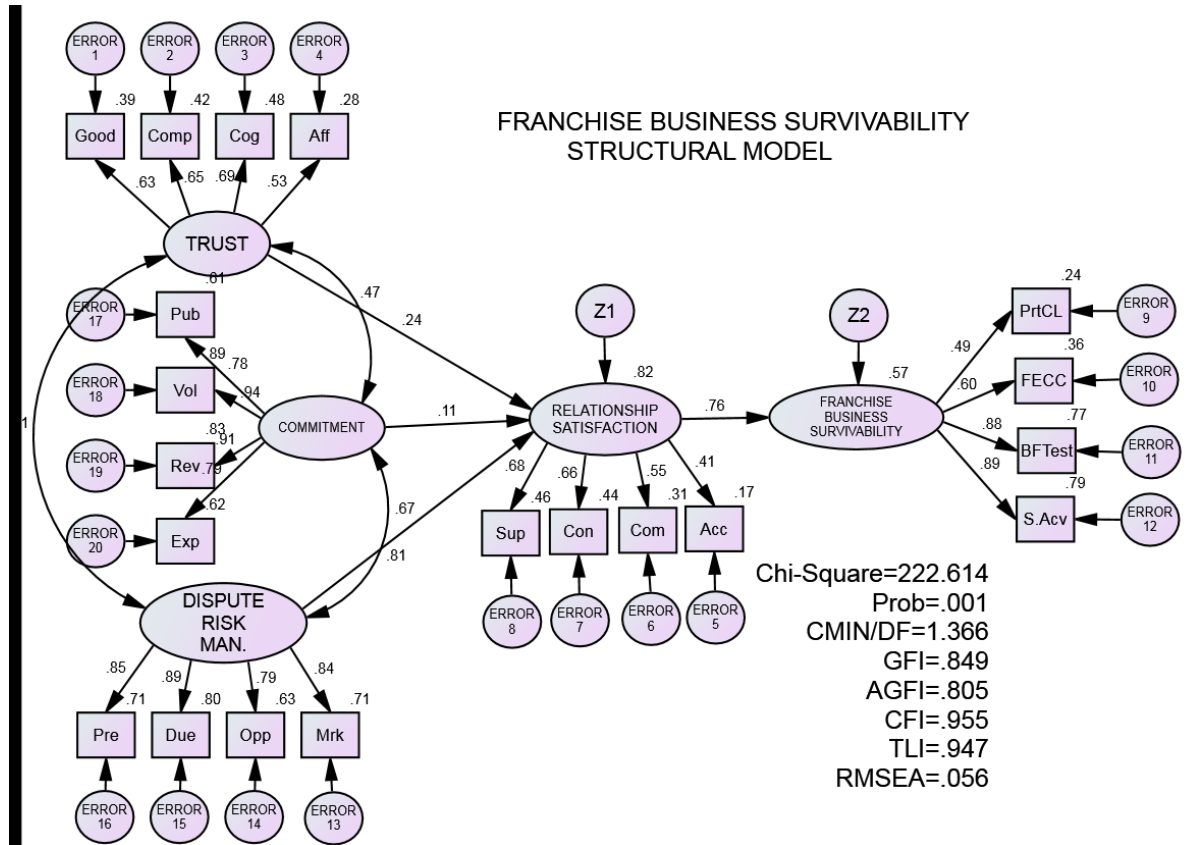 ERROR
1
ERROR
2
ERROR
3
ERROR
4
.39
.42
.48
.28
Good
Comp
Cog
Aff
.63
.65
.69
.53
FRANCHISE BUSINESS SURVIVABILITY
STRUCTURAL MODEL
TRUST
.47
.24
.61
ERROR
17
Pub
.89
.78
ERROR
18
Vol
.94
.83
.91
ERROR
19
Rev
.79
.62
ERROR
20
Exp
COMMITMENT
.11
.67
.81
1
Z1
.82
RELATIONSHIP
SATISFACTION
.76
Z2
.57
FRANCHISE
BUSINESS
SURVIVABILITY
.24
PrtCL
ERROR
9
.49
.36
FECC
ERROR
10
.60
.77
BFTest
ERROR
11
.88
.79
S.Acv
ERROR
12
.89
.68
.66
.55
.41
.46
.44
.31
.17
Sup
Con
Com
Acc
ERROR
8
ERROR
7
ERROR
6
ERROR
5
DISPUTE
RISK
MAN.
.85
.89
.79
.84
.71
.80
.63
.71
Pre
Due
Opp
Mrk
ERROR
16
ERROR
15
ERROR
14
ERROR
13
Chi-Square=222.614
Prob=.001
CMIN/DF=1.366
GFI=.849
AGFI=.805
CFI=.955
TLI=.947
RMSEA=.056